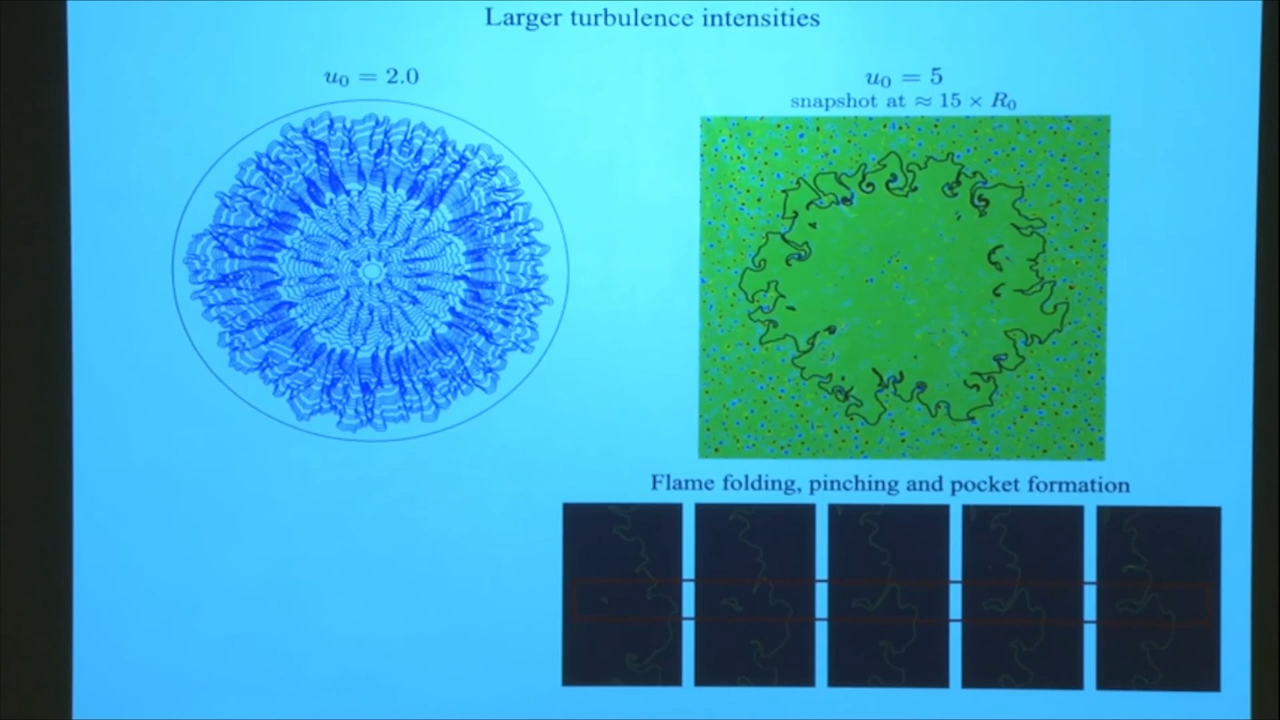 Larger turbulence intensities
u₀ = 2.0
u₀ = 5
snapshot at ≈ 15 × R₀
Flame folding, pinching and pocket formation